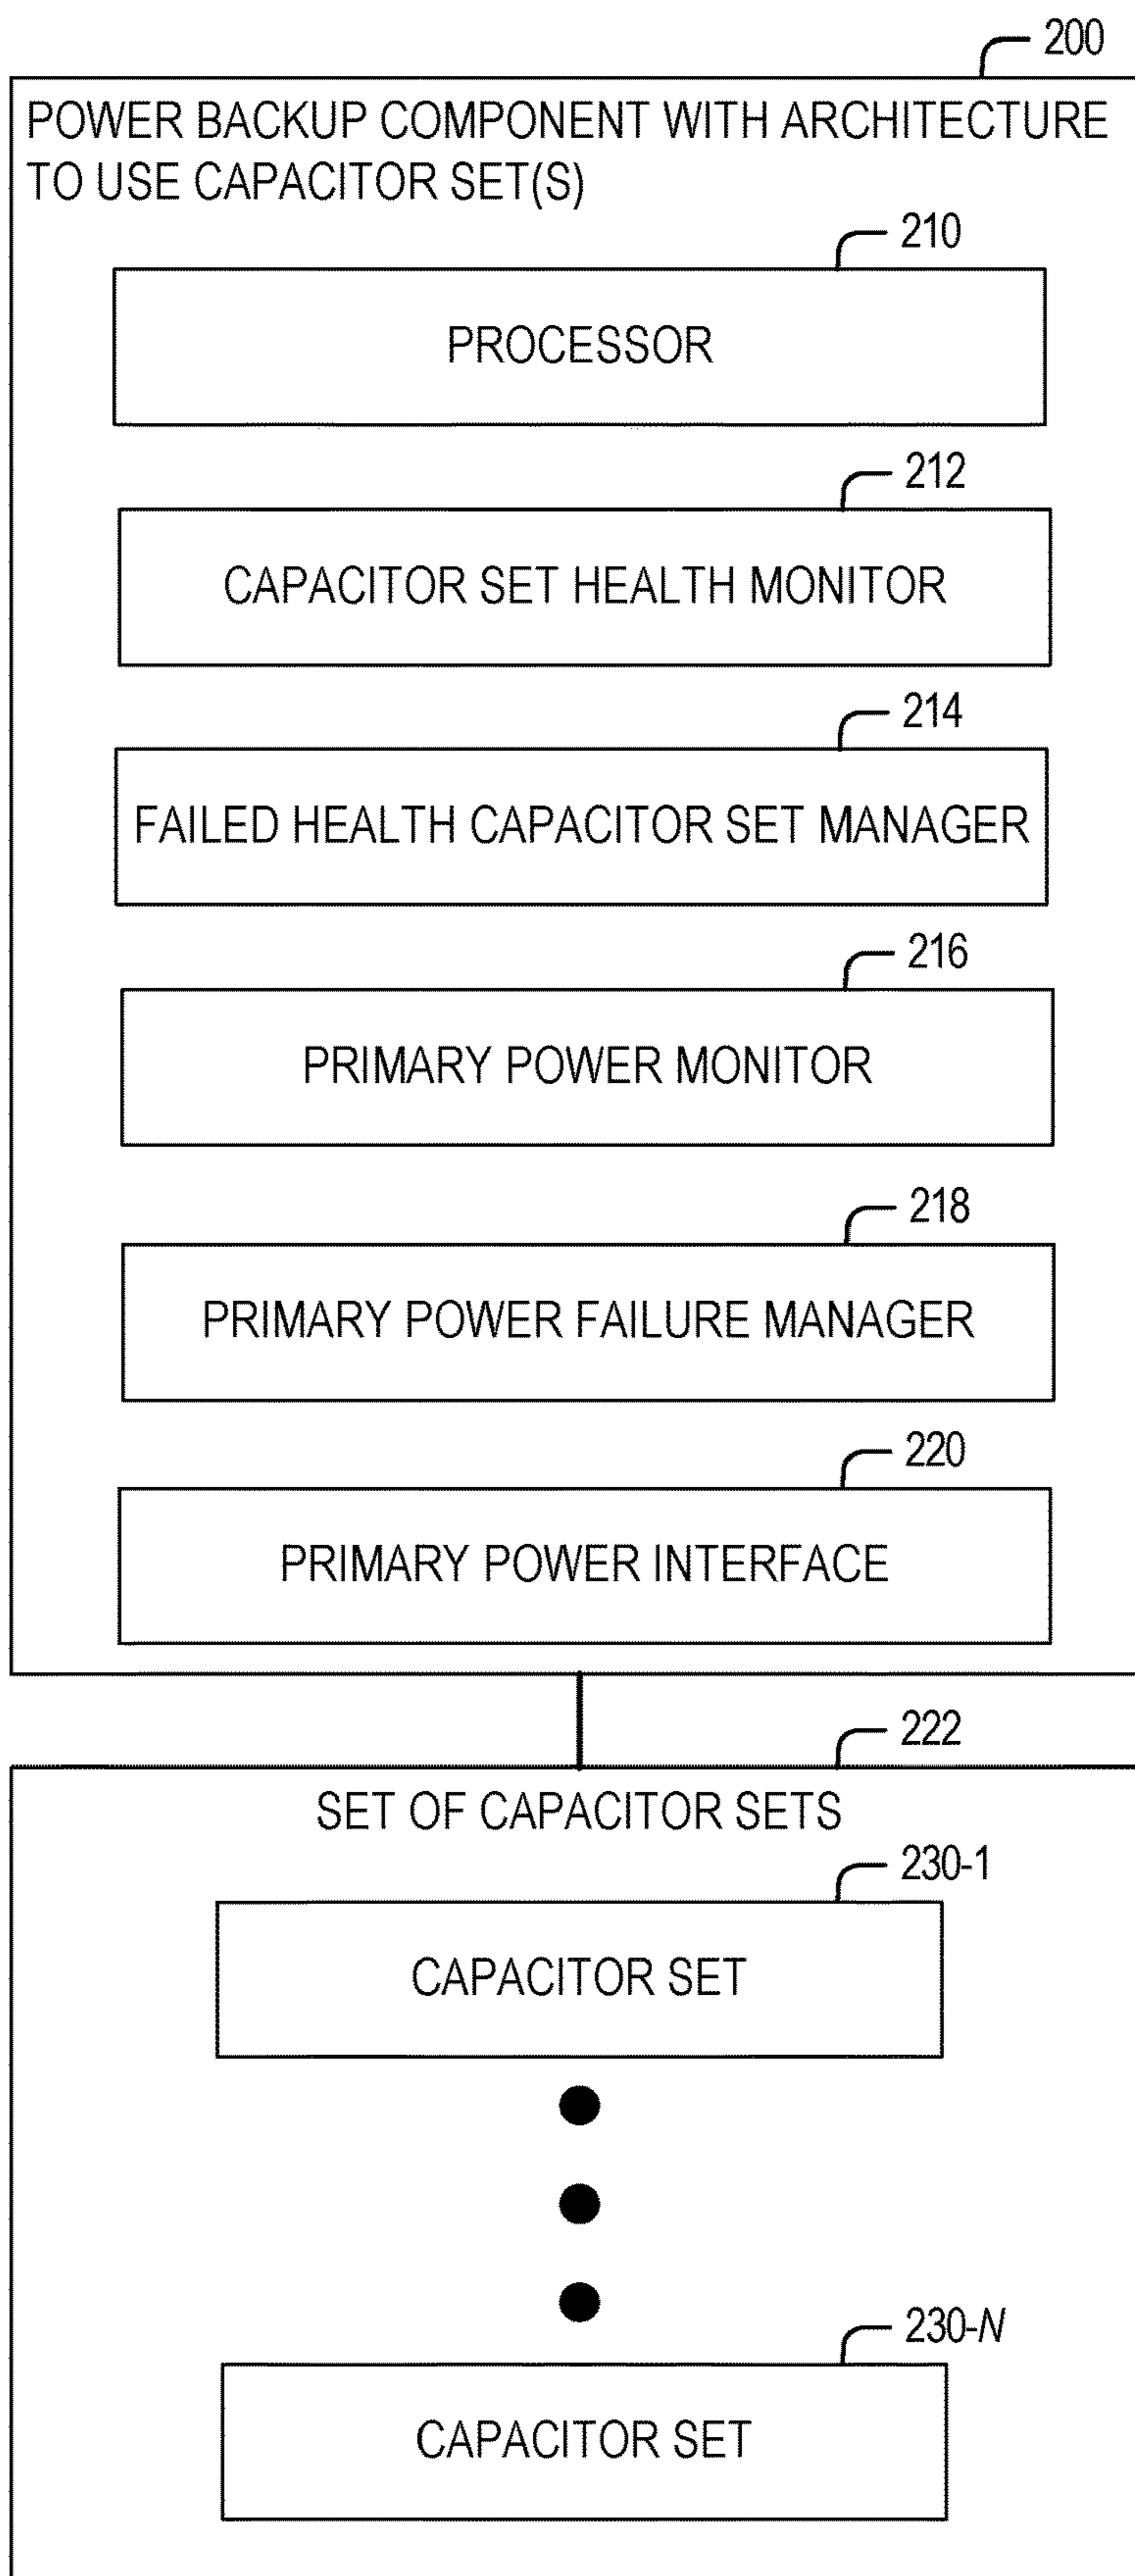 200
POWER BACKUP COMPONENT WITH ARCHITECTURE
TO USE CAPACITOR SET(S)
210
PROCESSOR
212
CAPACITOR SET HEALTH MONITOR
214
FAILED HEALTH CAPACITOR SET MANAGER
216
PRIMARY POWER MONITOR
218
PRIMARY POWER FAILURE MANAGER
220
PRIMARY POWER INTERFACE
222
SET OF CAPACITOR SETS
230-1
CAPACITOR SET
230-N
CAPACITOR SET